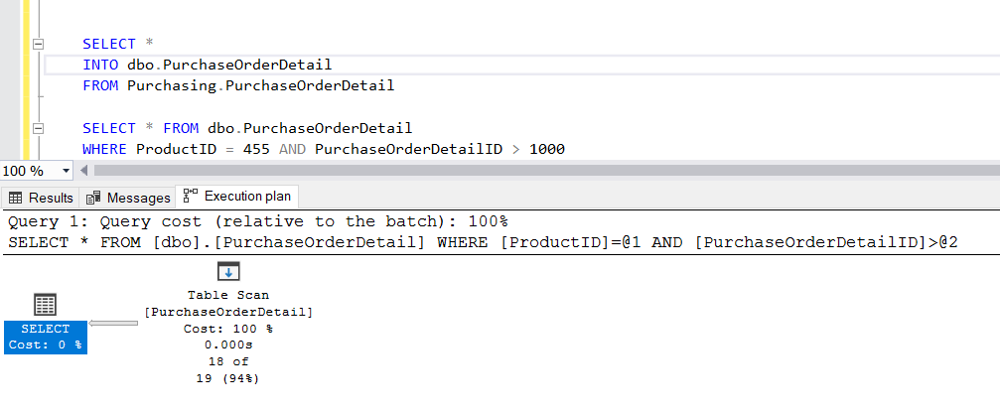 SELECT *
INTO dbo.PurchaseOrderDetail
FROM Purchasing.PurchaseOrderDetail
SELECT * FROM dbo.PurchaseOrderDetail
WHERE ProductID = 455 AND PurchaseOrderDetailID > 1000
100 %
Results Messages Execution plan
Query 1: Query cost (relative to the batch): 100%
SELECT * FROM [dbo].[PurchaseOrderDetail] WHERE [ProductID]=@1 AND [PurchaseOrderDetailID]>@2
SELECT
Cost: 0 %
Table Scan
[PurchaseOrderDetail]
Cost: 100 %
0.000s
18 of
19 (94%)